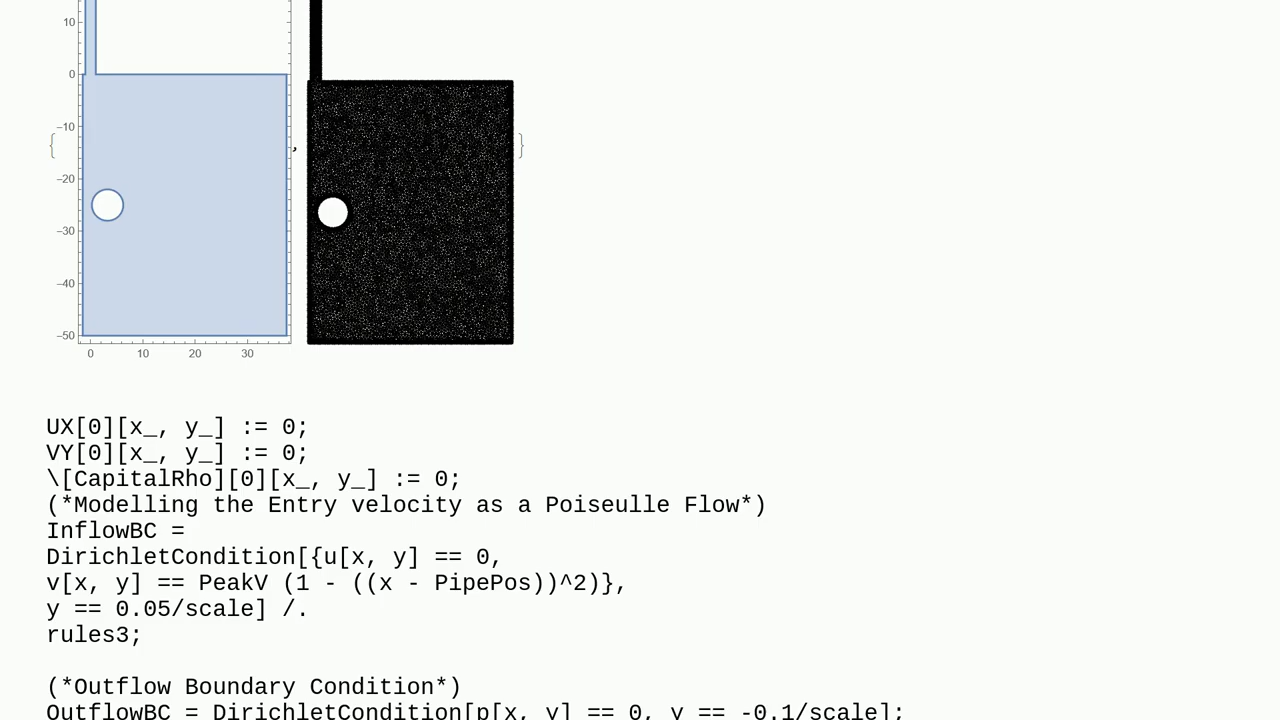 10
0
−10
{ , }
−20
−30
−40
−50
0 10 20 30
UX[0][x_, y_] := 0;
VY[0][x_, y_] := 0;
\[CapitalRho][0][x_, y_] := 0;
(*Modelling the Entry velocity as a Poiseulle Flow*)
InflowBC =
DirichletCondition[{u[x, y] == 0,
v[x, y] == PeakV (1 - ((x - PipePos))^2)},
y == 0.05/scale] /.
rules3;
(*Outflow Boundary Condition*)
OutflowBC = DirichletCondition[p[x, y] == 0, y == -0.1/scale];